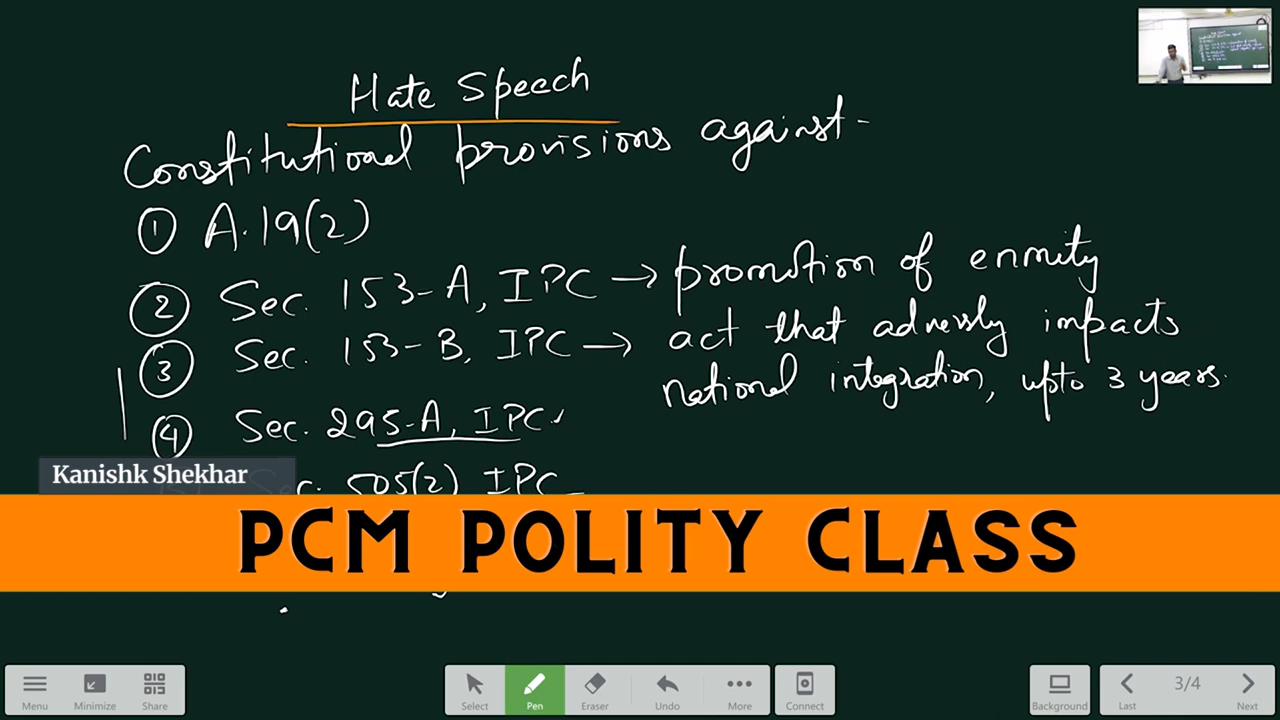 Hate Speech
Constitutional provisions against-
① A.19(2)
② Sec. 153-A, IPC → promotion of enmity
③ Sec. 153-B, IPC → act that adversly impacts
national integration, upto 3 years.
④ Sec. 295-A, IPC.
Kanishk Shekhar
Sec. 505(2) IPC
PCM POLITY CLASS
Menu Minimize Share Select Pen Eraser Undo More Connect Background Last 3/4 Next